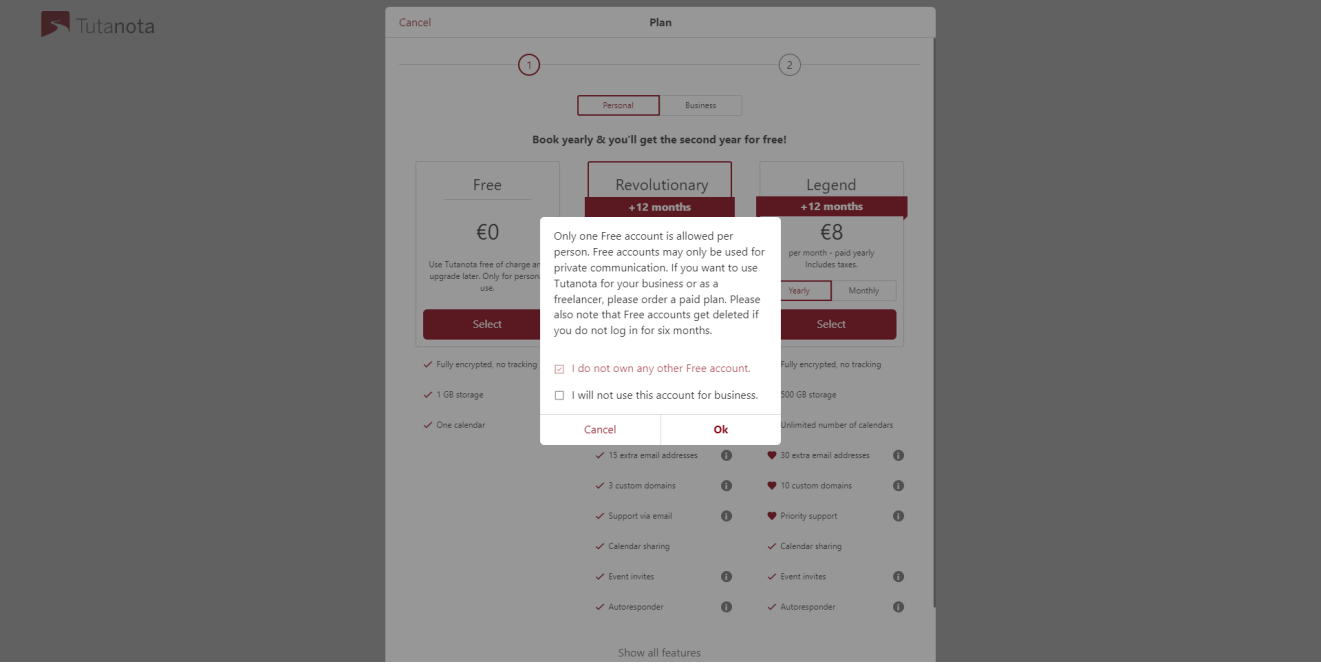 Tutanota
Cancel
Plan
1
2
Personal
Business
Book yearly & you'll get the second year for free!
Free
€0
Use Tutanota free of charge an
upgrade later. Only for person
use.
Select
Fully encrypted, no tracking
1 GB storage
One calendar
Revolutionary
+12 months
Legend
+12 months
€8
per month - paid yearly
Includes taxes.
Yearly
Monthly
Select
Only one Free account is allowed per
person. Free accounts may only be used for
private communication. If you want to use
Tutanota for your business or as a
freelancer, please order a paid plan. Please
also note that Free accounts get deleted if
you do not log in for six months.
I do not own any other Free account.
I will not use this account for business.
Cancel
Ok
15 extra email addresses
3 custom domains
Support via email
Calendar sharing
Event invites
Autoresponder
Fully encrypted, no tracking
500 GB storage
Unlimited number of calendars
30 extra email addresses
10 custom domains
Priority support
Calendar sharing
Event invites
Autoresponder
Show all features